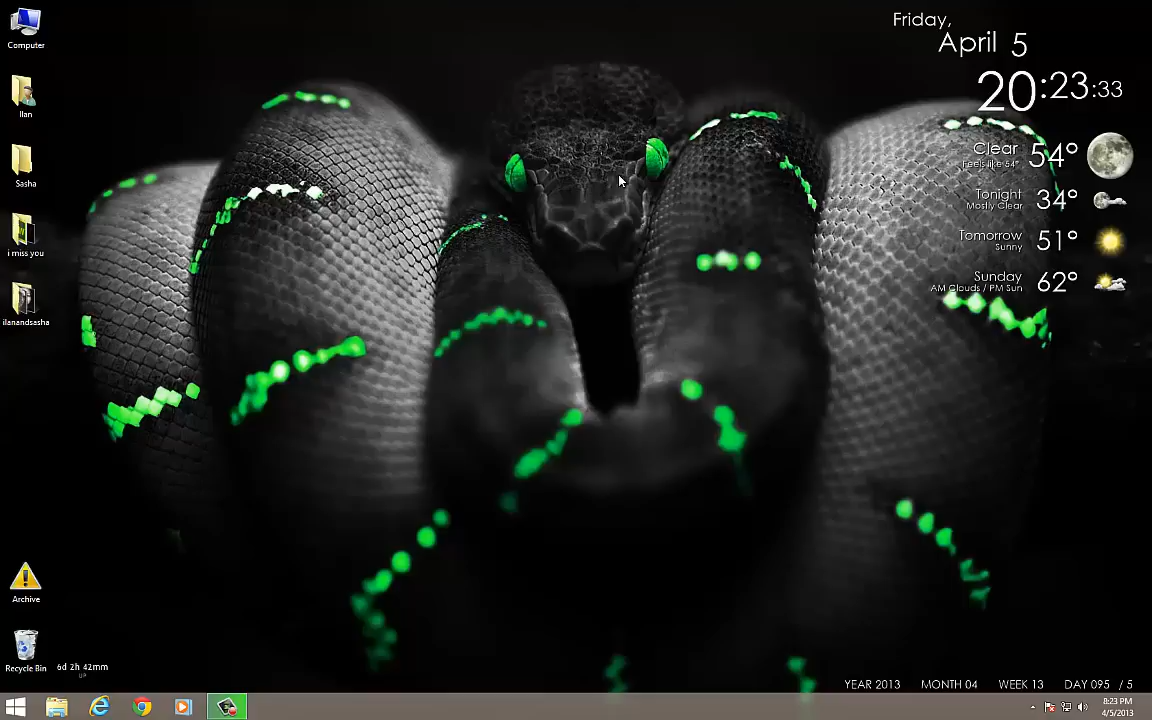 Computer
Ilan
Sasha
i miss you
ilanandsasha
Archive
Recycle Bin
6d 2h 42mm
UP
Friday,
April 5
20:23:33
Clear
Feels like 54°
54°
Tonight
Mostly Clear
34°
Tomorrow
Sunny
51°
Sunday
AM Clouds / PM Sun
62°
YEAR 2013 MONTH 04 WEEK 13 DAY 095 / 5
8:23 PM
4/5/2013